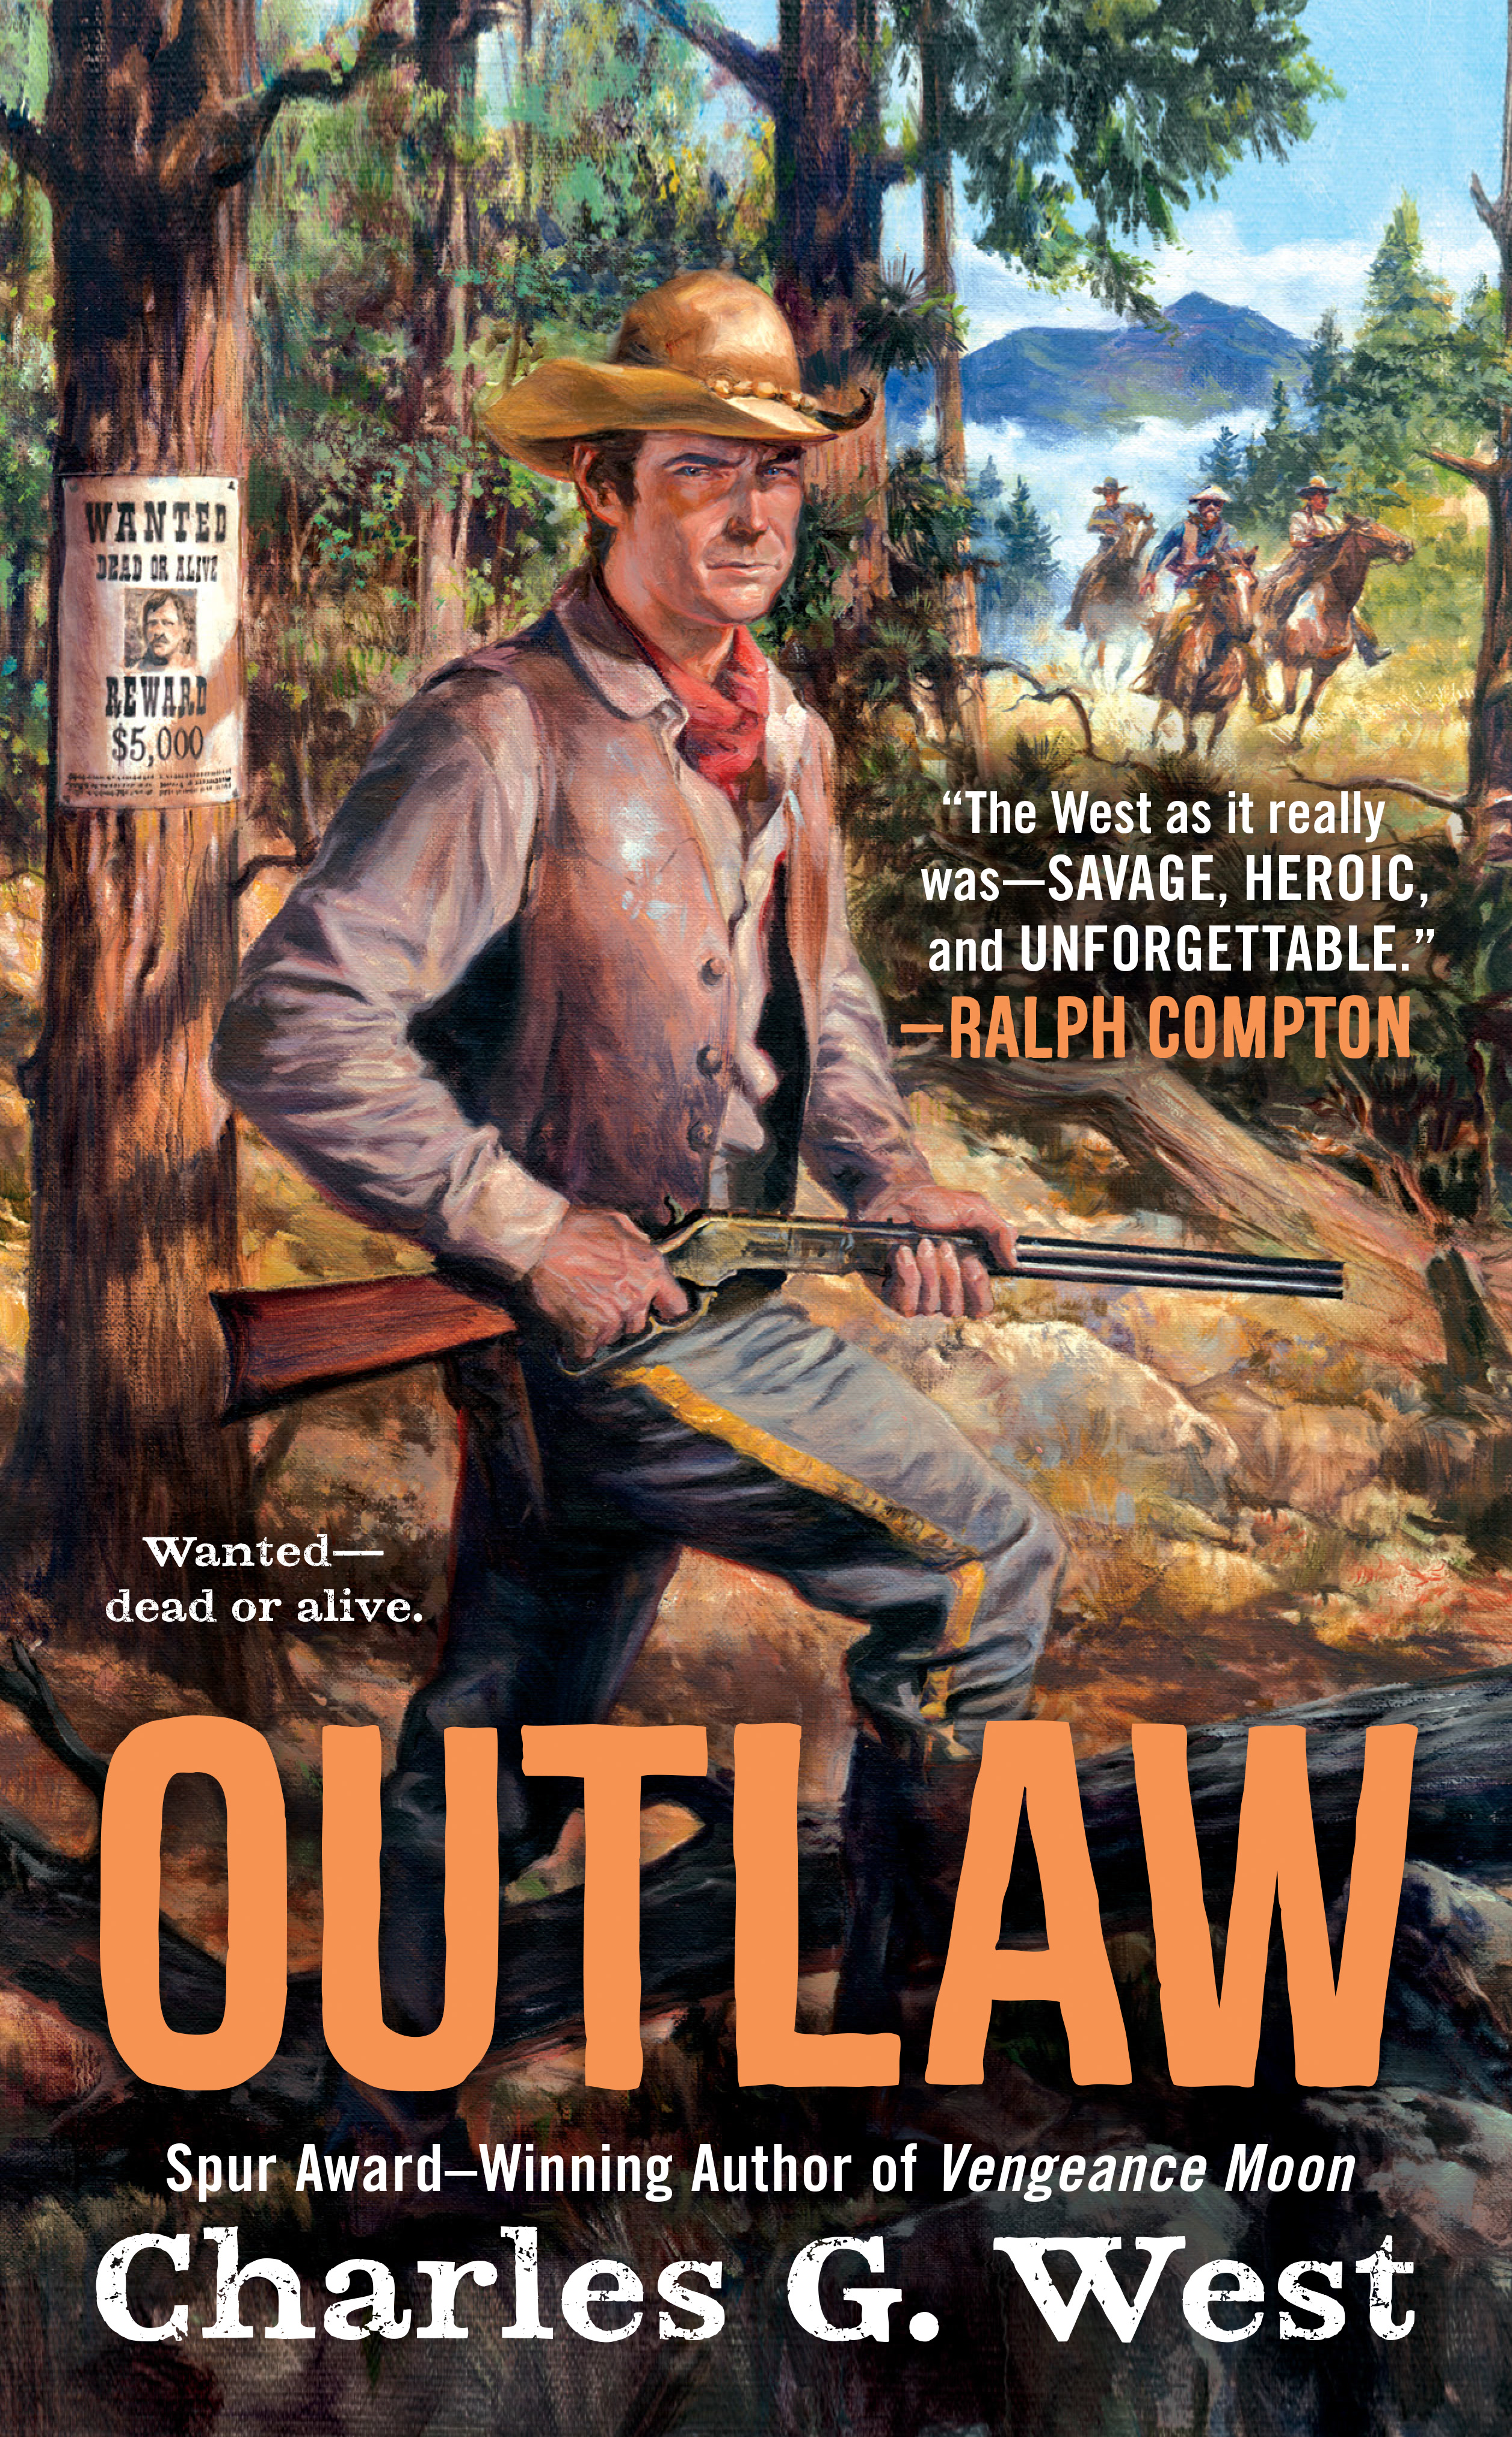 WANTED
DEAD OR ALIVE
REWARD
$5,000
“The West as it really
was—SAVAGE, HEROIC,
and UNFORGETTABLE.”
—RALPH COMPTON
Wanted—
dead or alive.
OUTLAW
Spur Award–Winning Author of Vengeance Moon
Charles G. West